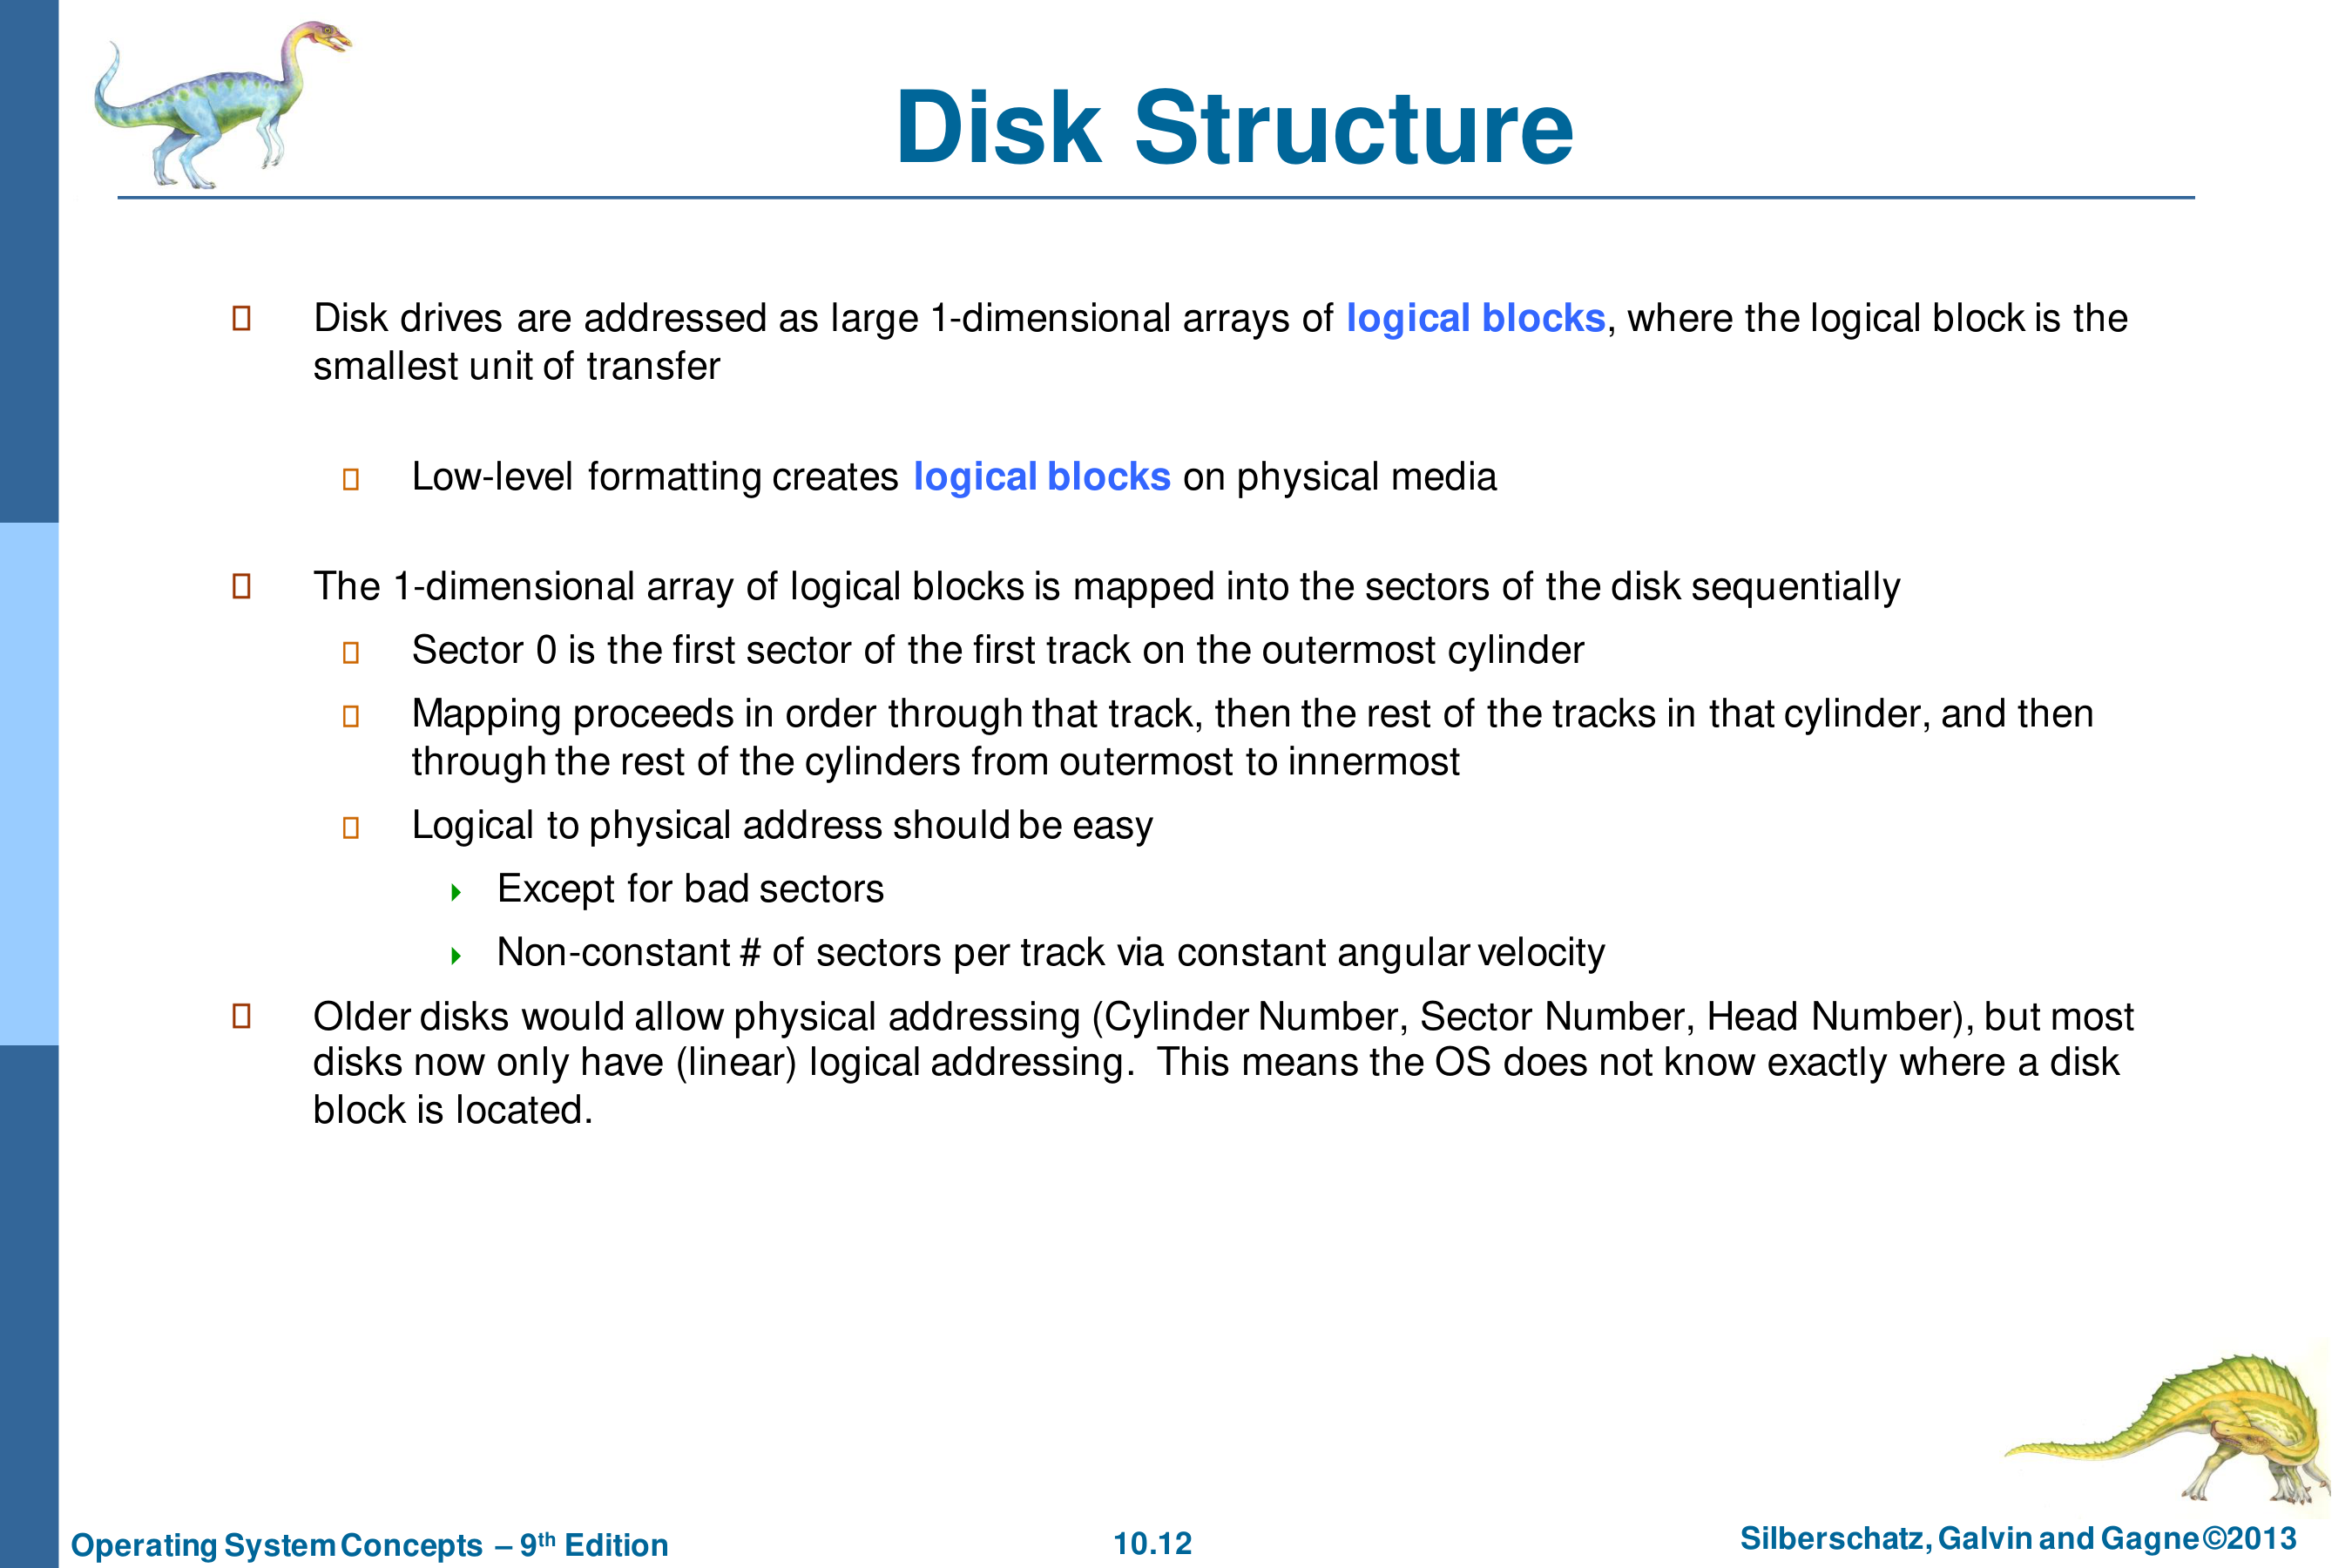 Disk Structure
Disk drives are addressed as large 1-dimensional arrays of logical blocks, where the logical block is the
smallest unit of transfer
Low-level formatting creates logical blocks on physical media
The 1-dimensional array of logical blocks is mapped into the sectors of the disk sequentially
Sector 0 is the first sector of the first track on the outermost cylinder
Mapping proceeds in order through that track, then the rest of the tracks in that cylinder, and then
through the rest of the cylinders from outermost to innermost
Logical to physical address should be easy
Except for bad sectors
Non-constant # of sectors per track via constant angular velocity
Older disks would allow physical addressing (Cylinder Number, Sector Number, Head Number), but most
disks now only have (linear) logical addressing.  This means the OS does not know exactly where a disk
block is located.
Operating System Concepts – 9th Edition
10.12
Silberschatz, Galvin and Gagne ©2013